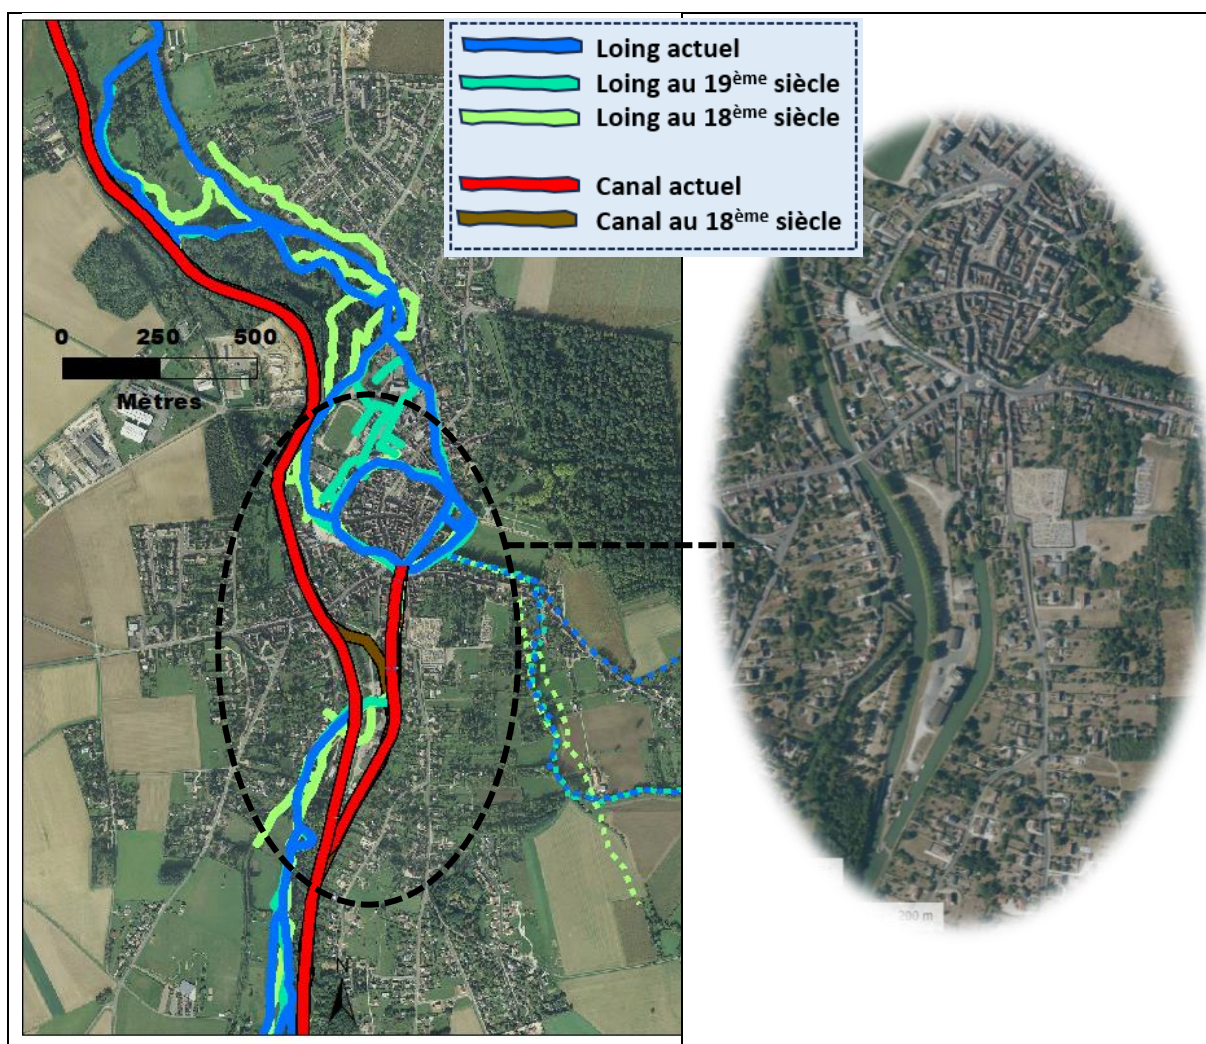 Loing actuel
Loing au 19ème siècle
Loing au 18ème siècle
Canal actuel
Canal au 18ème siècle
0 250 500
Mètres
N
200 m